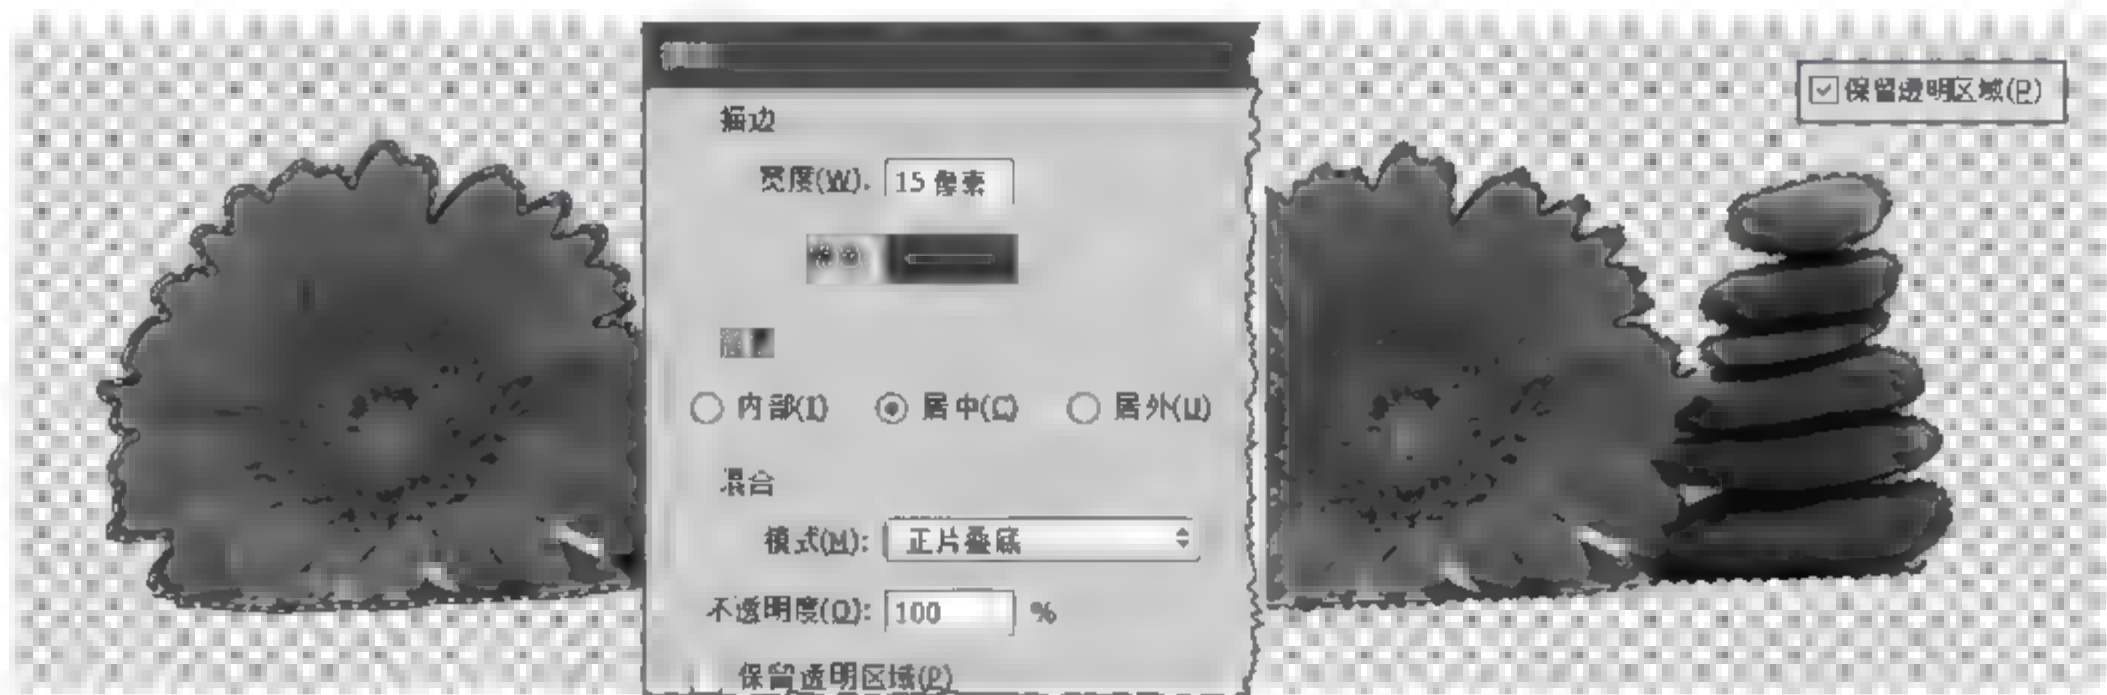 描边
宽度(W): 15 像素
内部(I) 居中(C) 居外(U)
混合
模式(M): 正片叠底
不透明度(O): 100 %
保留透明区域(P)
保留透明区域(P)